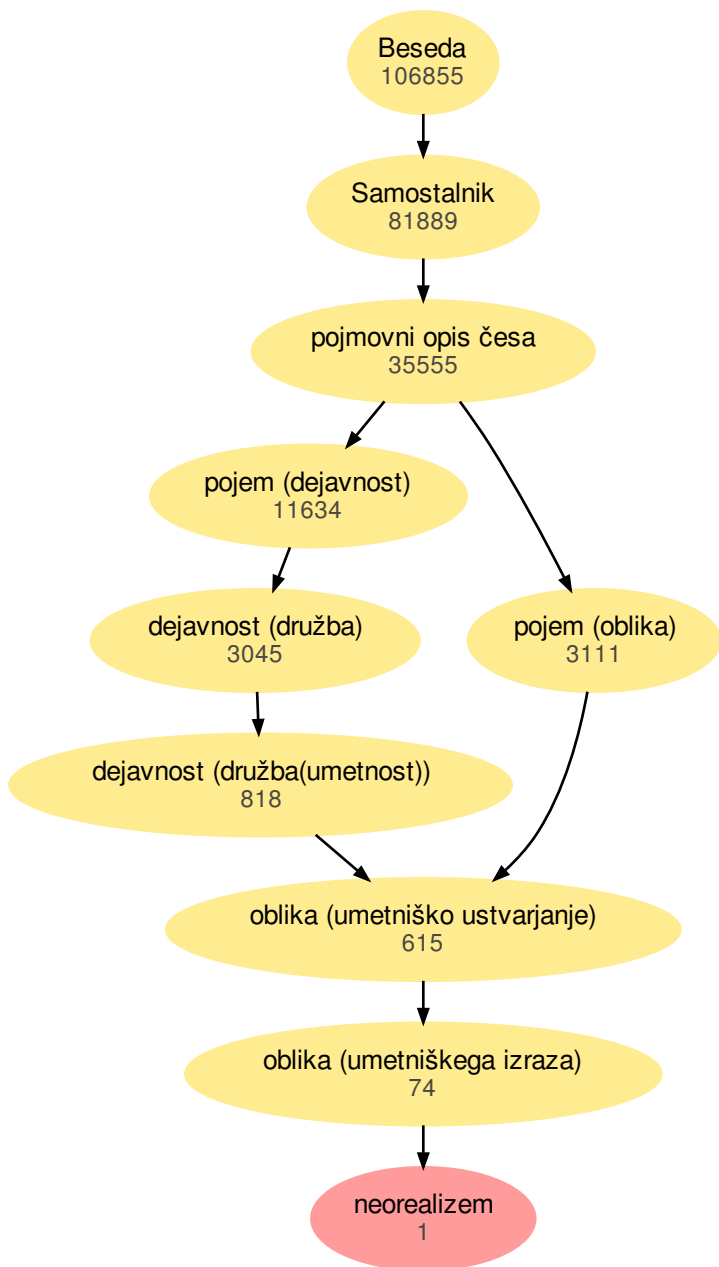 Beseda
106855
Samostalnik
81889
pojmovni opis česa
35555
pojem (dejavnost)
11634
dejavnost (družba)
3045
pojem (oblika)
3111
dejavnost (družba(umetnost))
818
oblika (umetniško ustvarjanje)
615
oblika (umetniškega izraza)
74
neorealizem
1